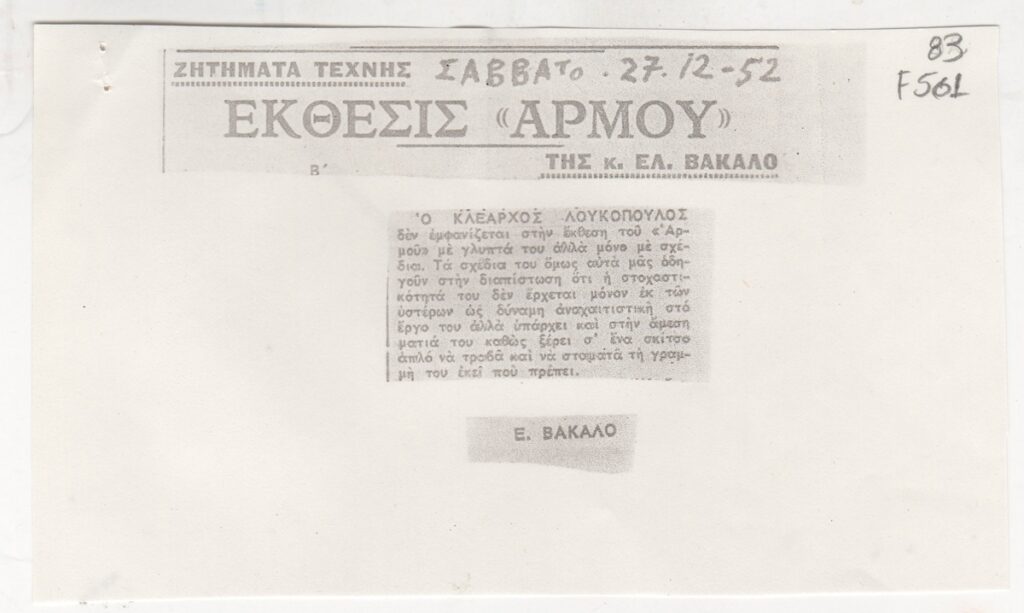 83
F561
ΖΗΤΗΜΑΤΑ ΤΕΧΝΗΣ ΣΑΒΒΑΤΟ . 27.12-52
ΕΚΘΕΣΙΣ «ΑΡΜΟΥ»
Β΄ ΤΗΣ κ. ΕΛ. ΒΑΚΑΛΟ
Ὁ ΚΛΕΑΡΧΟΣ ΛΟΥΚΟΠΟΥΛΟΣ
δὲν ἐμφανίζεται στὴν ἔκθεση τοῦ «Ἀρ-
μοῦ» μὲ γλυπτά του ἀλλὰ μόνο μὲ σχέ-
δια. Τὰ σχέδια του ὅμως αὐτὰ μᾶς ὁδη-
γοῦν στὴν διαπίστωση ὅτι ἡ στοχαστι-
κότητά του δὲν ἔρχεται μόνον ἐκ τῶν
ὑστέρων ὡς δύναμη ἀναχαιτιστικὴ στὸ
ἔργο του ἀλλὰ ὑπάρχει καὶ στὴν ἄμεση
ματιά του καθὼς ξέρει σ' ἕνα σκίτσο
ἁπλὸ νὰ τραβᾶ καὶ νὰ σταματᾶ τὴ γραμ-
μή του ἐκεῖ ποὺ πρέπει.
Ε. ΒΑΚΑΛΟ